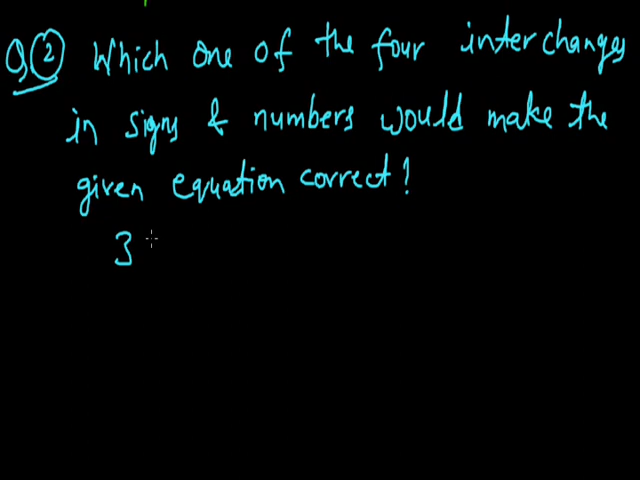 Q② Which one of the four interchanges
in signs & numbers would make the
given equation correct?
3